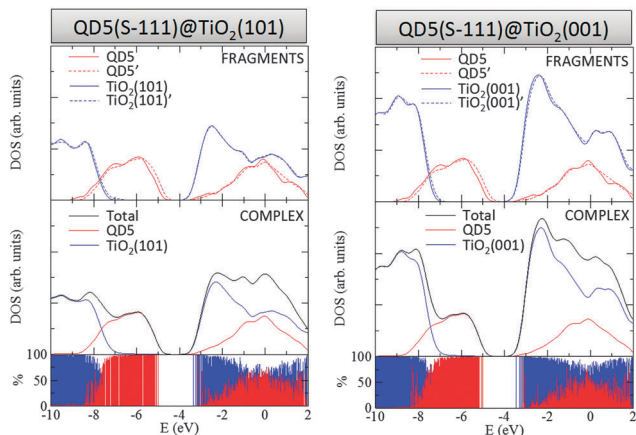 QD5(S-111)@TiO2(101)
QD5
QD5'
TiO2(101)
TiO2(101)'
FRAGMENTS
DOS (arb. units)
Total
QD5
TiO2(101)
COMPLEX
DOS (arb. units)
100
50
0
%
-10 -8 -6 -4 -2 0 2
E (eV)
QD5(S-111)@TiO2(001)
QD5
QD5'
TiO2(001)
TiO2(001)'
FRAGMENTS
DOS (arb. units)
Total
QD5
TiO2(001)
COMPLEX
DOS (arb. units)
100
50
0
%
-10 -8 -6 -4 -2 0 2
E (eV)